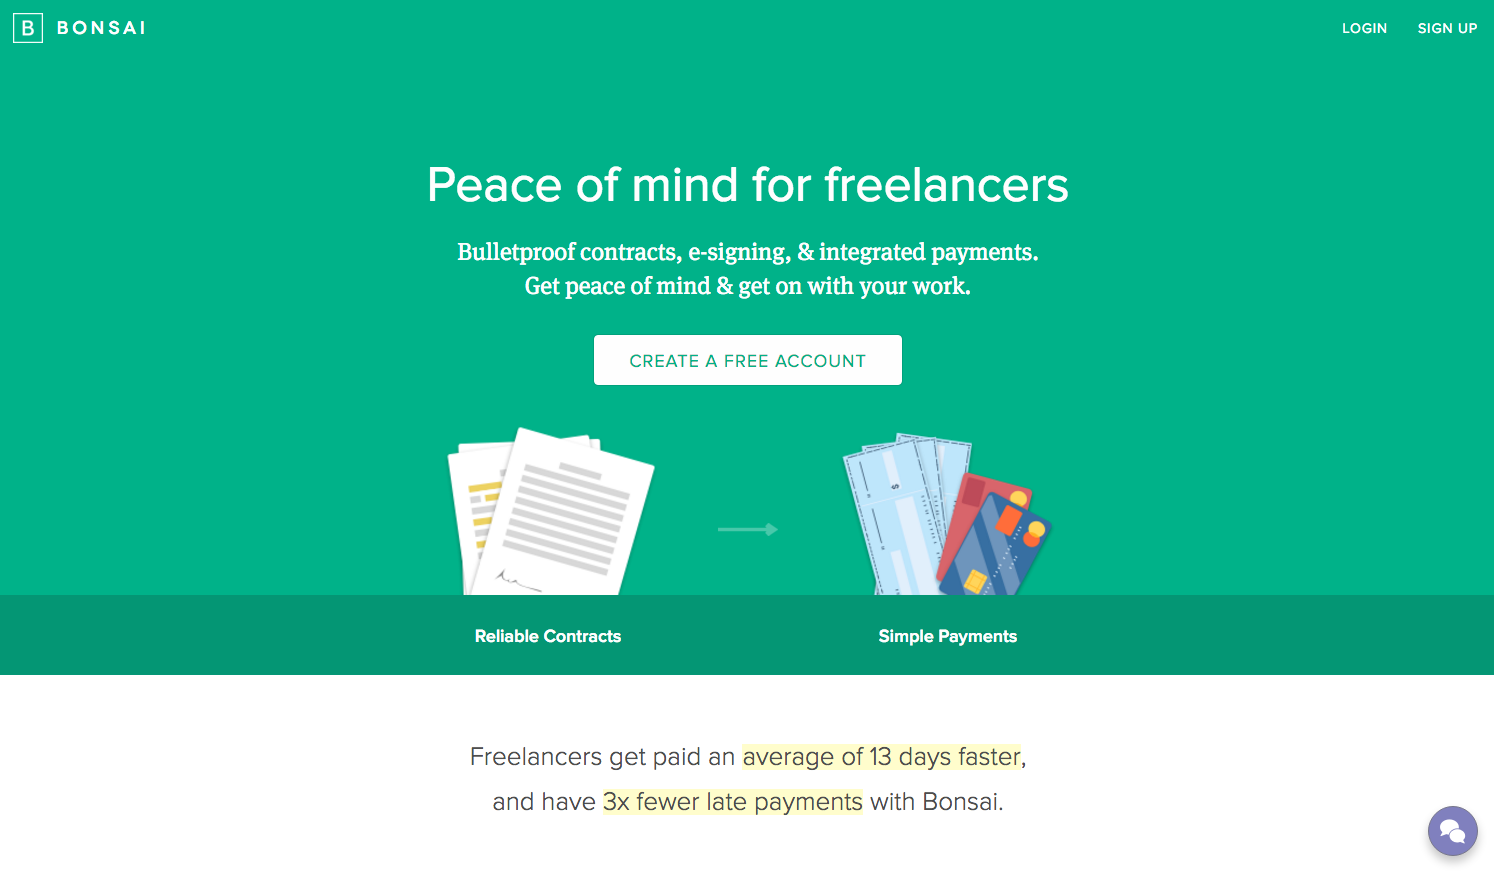 B BONSAI
LOGIN
SIGN UP
Peace of mind for freelancers
Bulletproof contracts, e-signing, & integrated payments.
Get peace of mind & get on with your work.
CREATE A FREE ACCOUNT
$
Reliable Contracts
Simple Payments
Freelancers get paid an average of 13 days faster,
and have 3x fewer late payments with Bonsai.